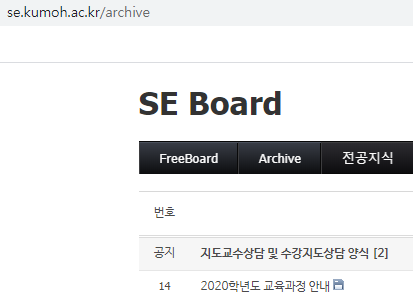 se.kumoh.ac.kr/archive
SE Board
FreeBoard Archive 전공지식
번호
공지 지도교수상담 및 수강지도상담 양식 [2]
14 2020학년도 교육과정 안내